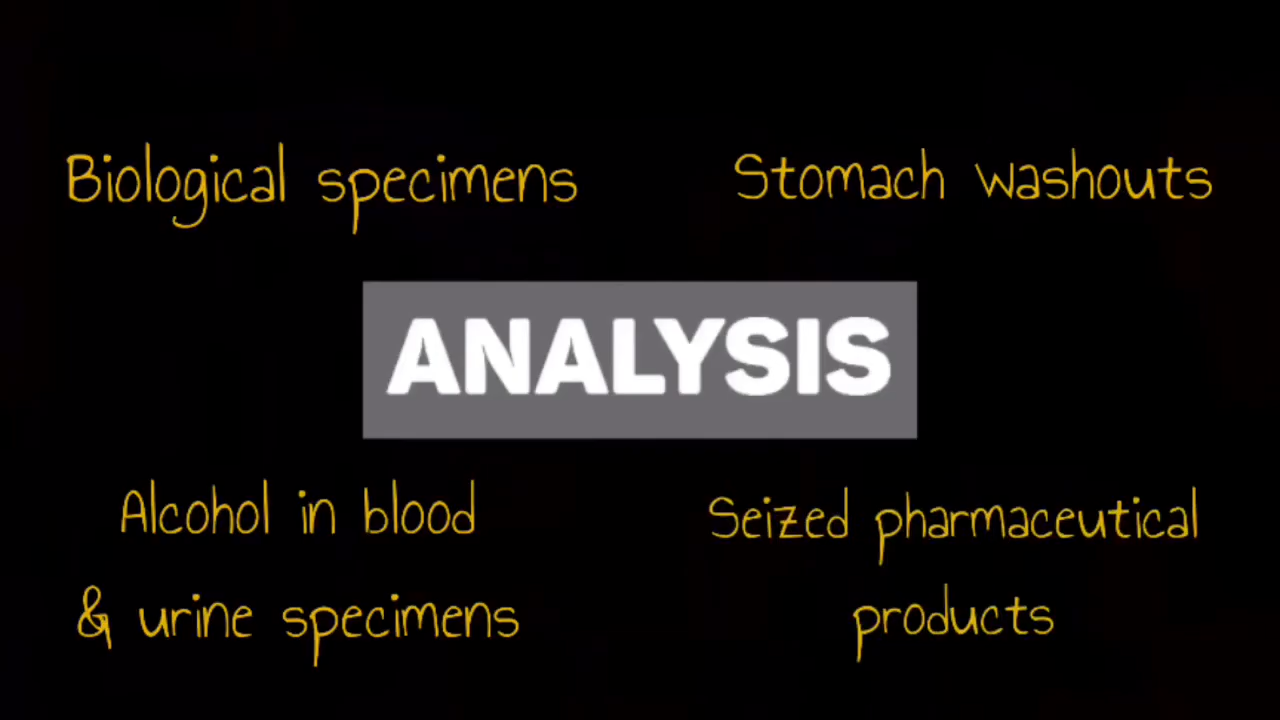 Biological specimens
Stomach washouts
ANALYSIS
Alcohol in blood
& urine specimens
Seized pharmaceutical
products